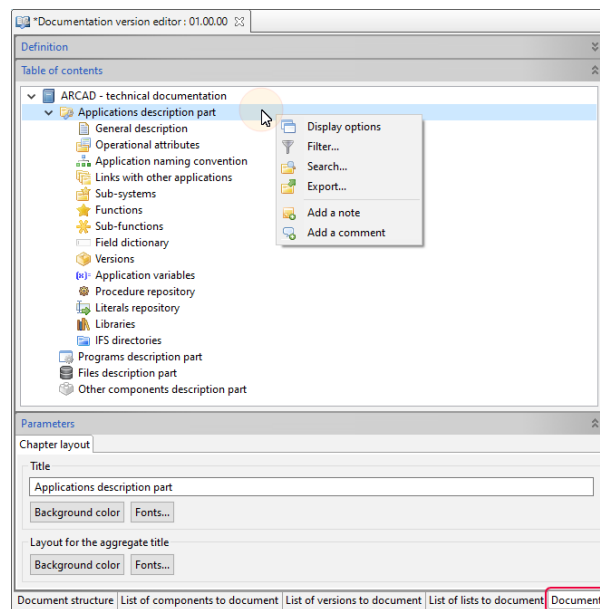 *Documentation version editor: 01.00.00
Definition
Table of contents
ARCAD - technical documentation
Applications description part
General description
Operational attributes
Application naming convention
Links with other applications
Sub-systems
Functions
Sub-functions
Field dictionary
Versions
(x)= Application variables
Procedure repository
Literals repository
Libraries
IFS directories
Programs description part
Files description part
Other components description part
Display options
Filter...
Search...
Export...
Add a note
Add a comment
Parameters
Chapter layout
Title
Applications description part
Background color Fonts...
Layout for the aggregate title
Background color Fonts...
Document structure List of components to document List of versions to document List of lists to document Document